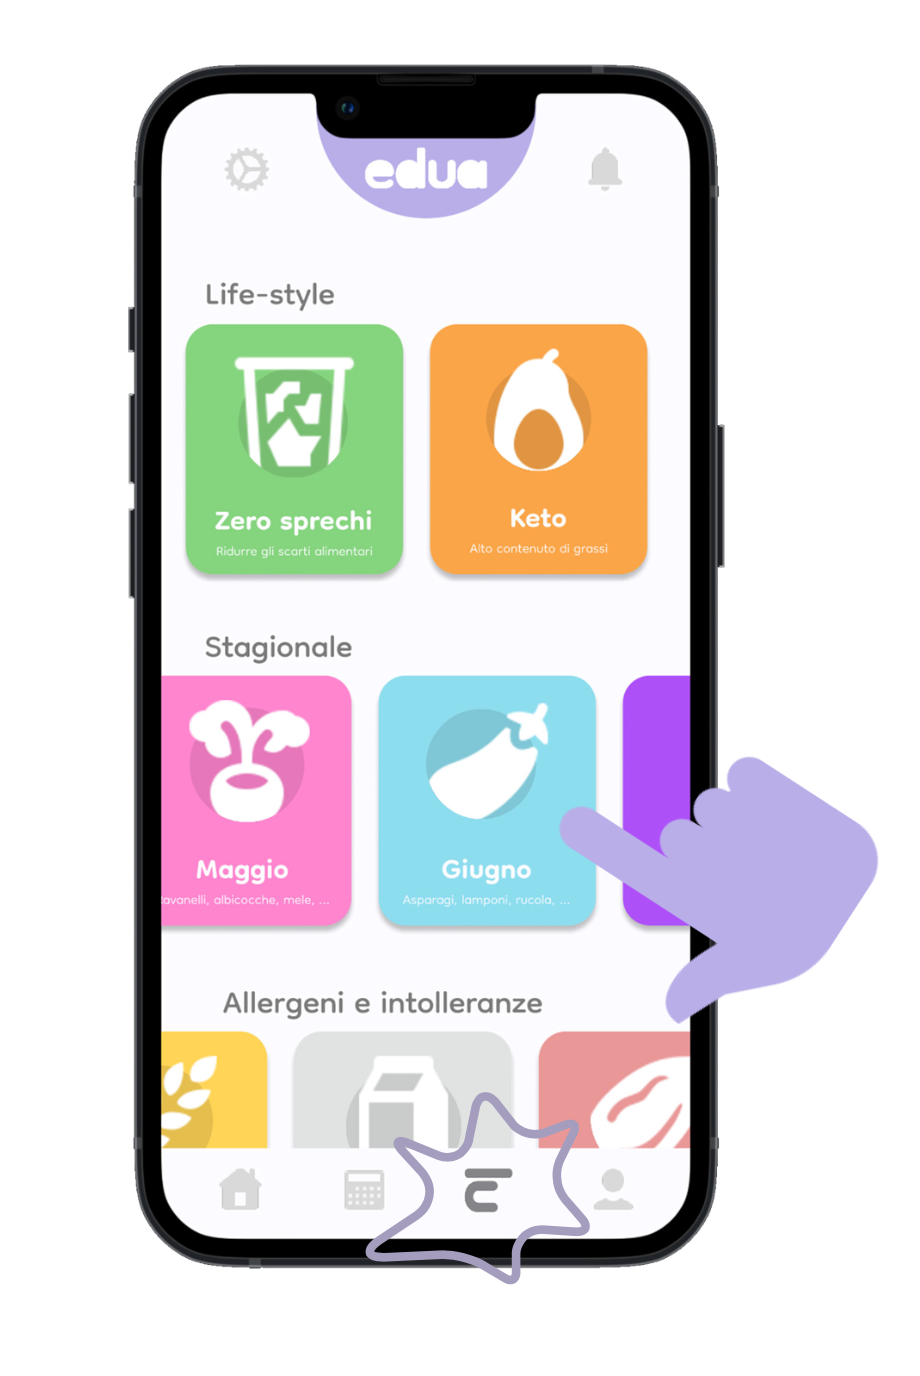 edua
Life-style
Zero sprechi
Ridurre gli scarti alimentari
Keto
Alto contenuto di grassi
Stagionale
Maggio
avanelli, albicocche, mele, ...
Giugno
Asparagi, lamponi, rucola, ...
Allergeni e intolleranze